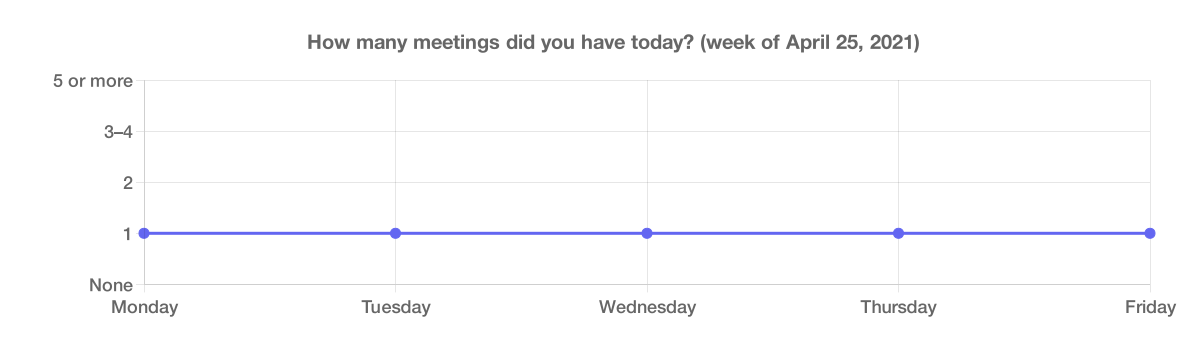 How many meetings did you have today? (week of April 25, 2021)
5 or more
3–4
2
1
None
Monday Tuesday Wednesday Thursday Friday